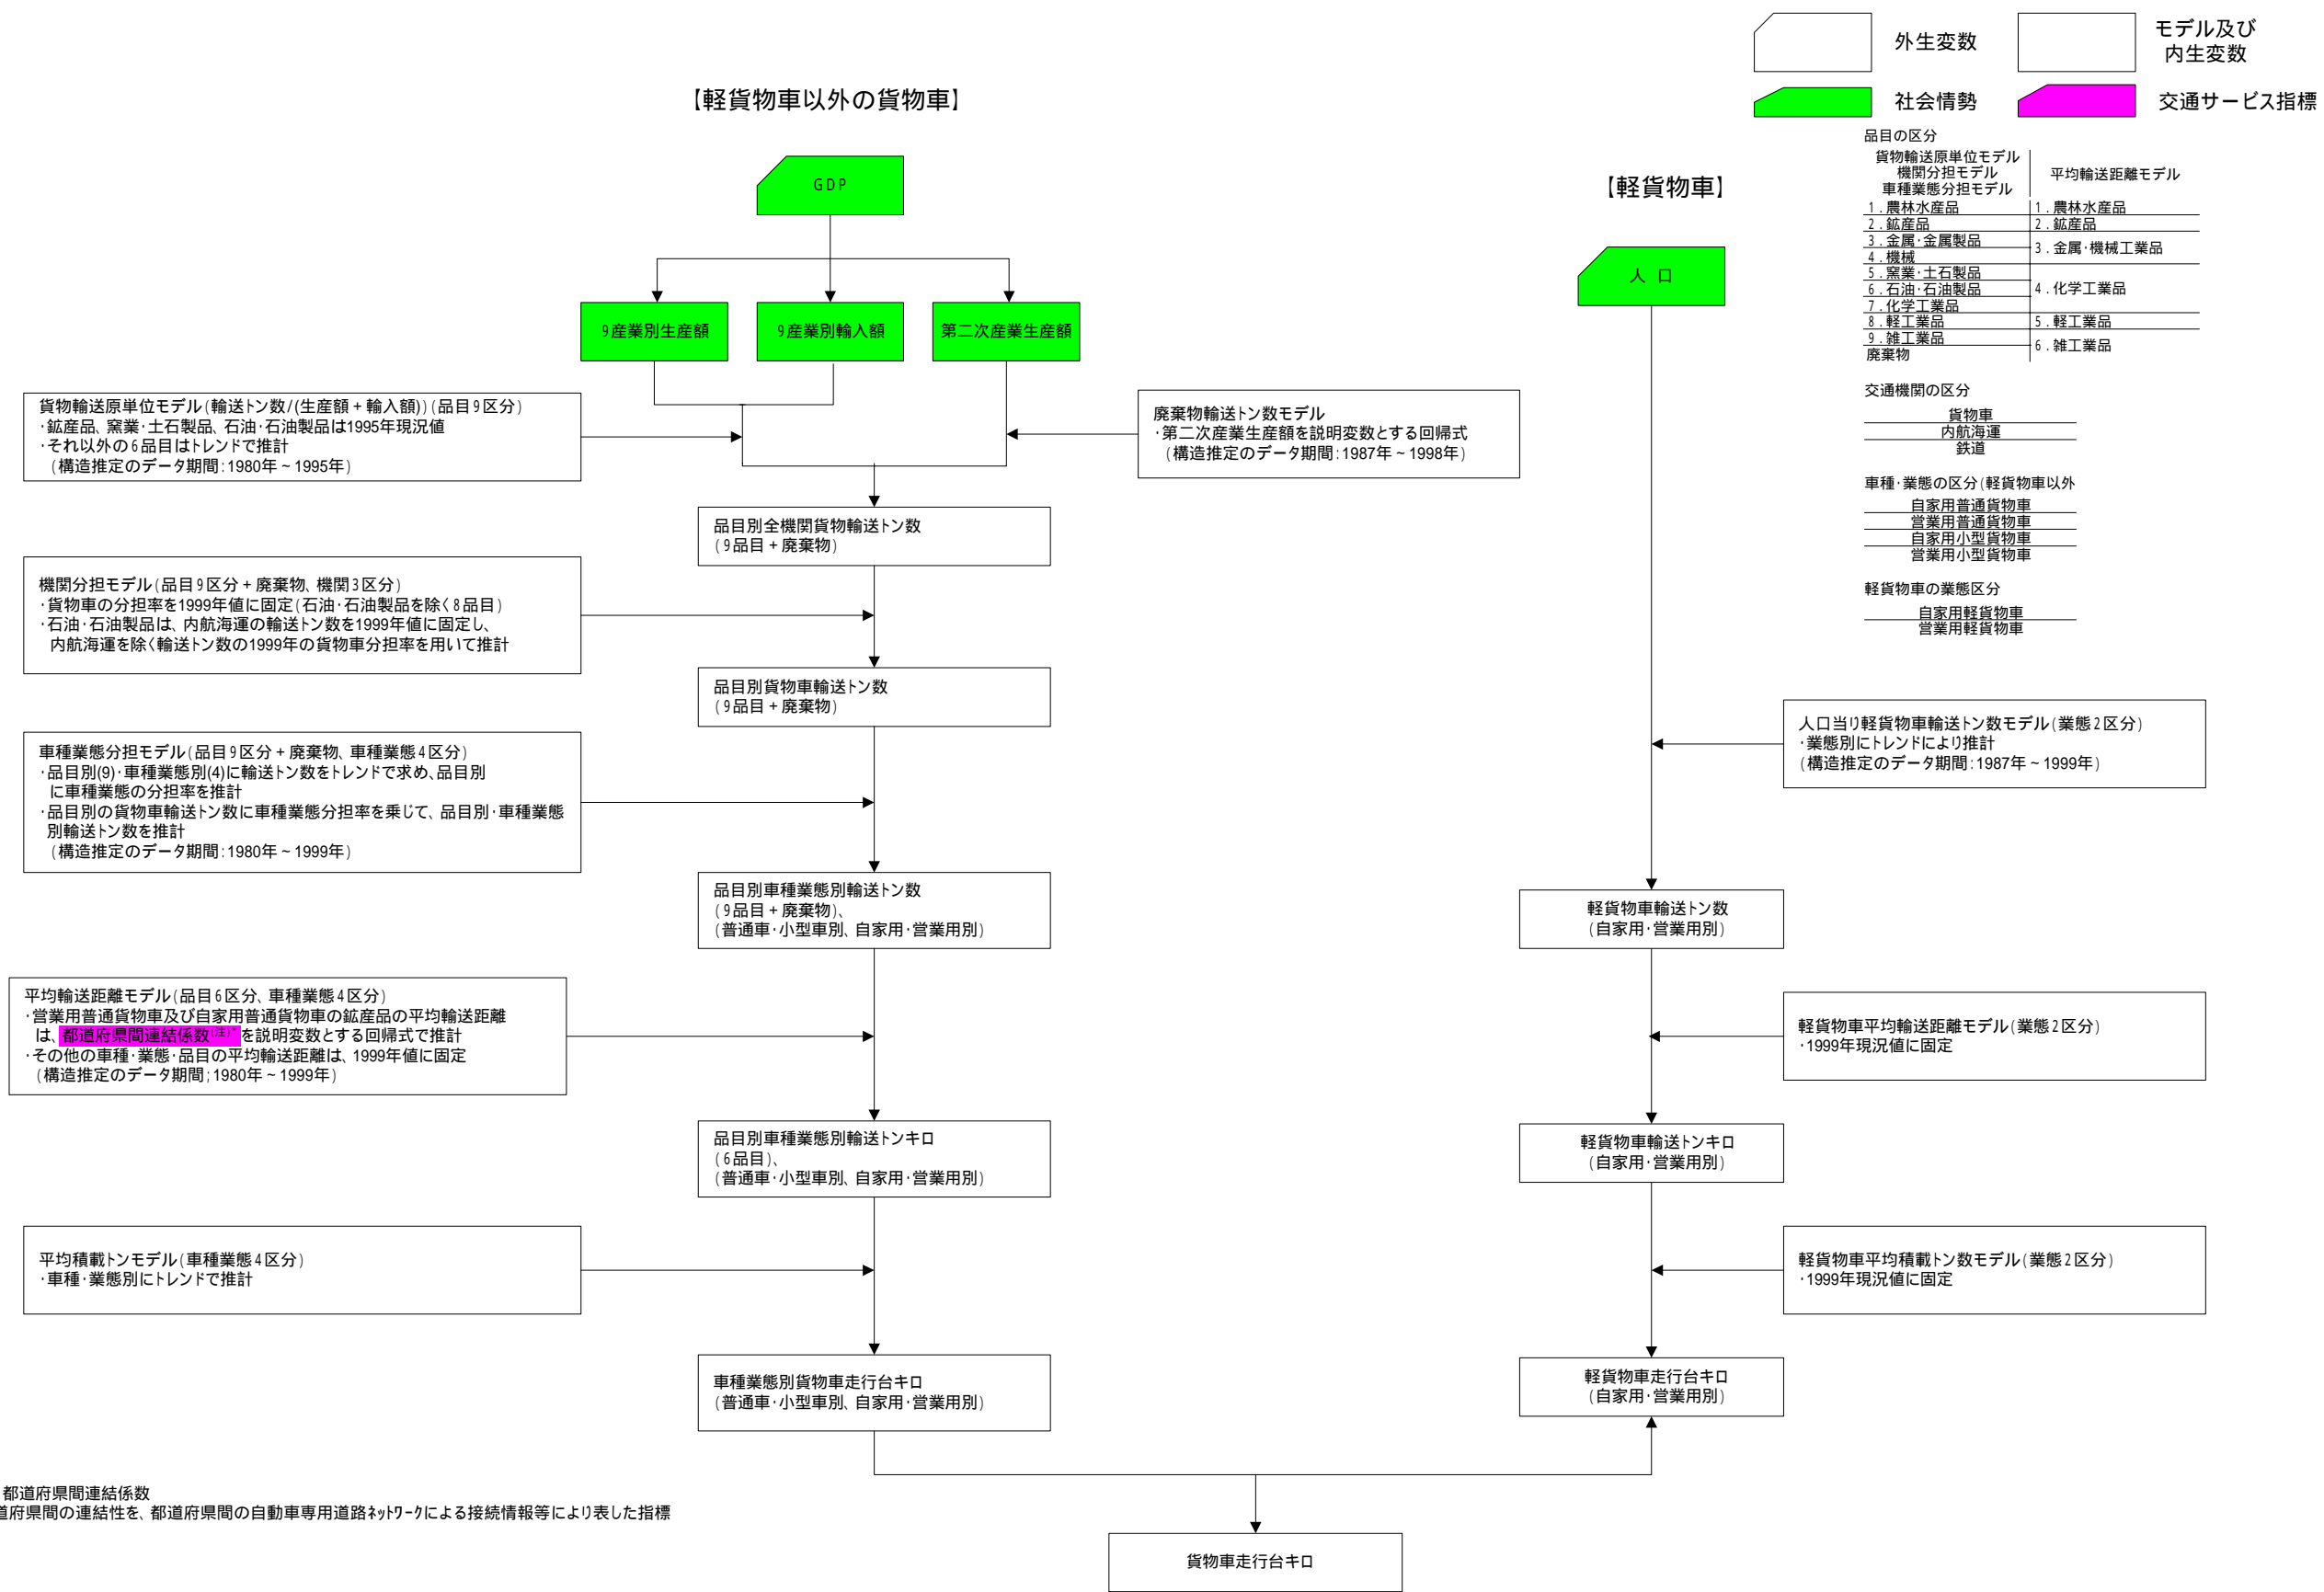 外生変数
モデル及び
内生変数
社会情勢
交通サービス指標
【軽貨物車以外の貨物車】
GDP
9産業別生産額
9産業別輸入額
第二次産業生産額
貨物輸送原単位モデル(輸送トン数/(生産額+輸入額))(品目9区分)
・鉱産品、窯業・土石製品、石油・石油製品は1995年現況値
・それ以外の6品目はトレンドで推計
(構造推定のデータ期間:1980年~1995年)
廃棄物輸送トン数モデル
・第二次産業生産額を説明変数とする回帰式
(構造推定のデータ期間:1987年~1998年)
品目別全機関貨物輸送トン数
(9品目+廃棄物)
機関分担モデル(品目9区分+廃棄物、機関3区分)
・貨物車の分担率を1999年値に固定(石油・石油製品を除く8品目)
・石油・石油製品は、内航海運の輸送トン数を1999年値に固定し、
内航海運を除く輸送トン数の1999年の貨物車分担率を用いて推計
品目別貨物車輸送トン数
(9品目+廃棄物)
車種業態分担モデル(品目9区分+廃棄物、車種業態4区分)
・品目別(9)・車種業態別(4)に輸送トン数をトレンドで求め、品目別
に車種業態の分担率を推計
・品目別の貨物車輸送トン数に車種業態分担率を乗じて、品目別・車種業態
別輸送トン数を推計
(構造推定のデータ期間:1980年~1999年)
品目別車種業態別輸送トン数
(9品目+廃棄物)、
(普通車・小型車別、自家用・営業用別)
平均輸送距離モデル(品目6区分、車種業態4区分)
・営業用普通貨物車及び自家用普通貨物車の鉱産品の平均輸送距離
は、都道府県間連結係数(注)*を説明変数とする回帰式で推計
・その他の車種・業態・品目の平均輸送距離は、1999年値に固定
(構造推定のデータ期間;1980年~1999年)
品目別車種業態別輸送トンキロ
(6品目)、
(普通車・小型車別、自家用・営業用別)
平均積載トンモデル(車種業態4区分)
・車種・業態別にトレンドで推計
車種業態別貨物車走行台キロ
(普通車・小型車別、自家用・営業用別)
【軽貨物車】
人 口
人口当り軽貨物車輸送トン数モデル(業態2区分)
・業態別にトレンドにより推計
(構造推定のデータ期間:1987年~1999年)
軽貨物車輸送トン数
(自家用・営業用別)
軽貨物車平均輸送距離モデル(業態2区分)
・1999年現況値に固定
軽貨物車輸送トンキロ
(自家用・営業用別)
軽貨物車平均積載トン数モデル(業態2区分)
・1999年現況値に固定
軽貨物車走行台キロ
(自家用・営業用別)
貨物車走行台キロ
品目の区分
貨物輸送原単位モデル
機関分担モデル
車種業態分担モデル
平均輸送距離モデル
1.農林水産品
1.農林水産品
2.鉱産品
2.鉱産品
3.金属・金属製品
3.金属・機械工業品
4.機械
5.窯業・土石製品
6.石油・石油製品
4.化学工業品
7.化学工業品
8.軽工業品
5.軽工業品
9.雑工業品
6.雑工業品
廃棄物
交通機関の区分
貨物車
内航海運
鉄道
車種・業態の区分(軽貨物車以外
自家用普通貨物車
営業用普通貨物車
自家用小型貨物車
営業用小型貨物車
軽貨物車の業態区分
自家用軽貨物車
営業用軽貨物車
都道府県間連結係数
道府県間の連結性を、都道府県間の自動車専用道路ネットワークによる接続情報等により表した指標